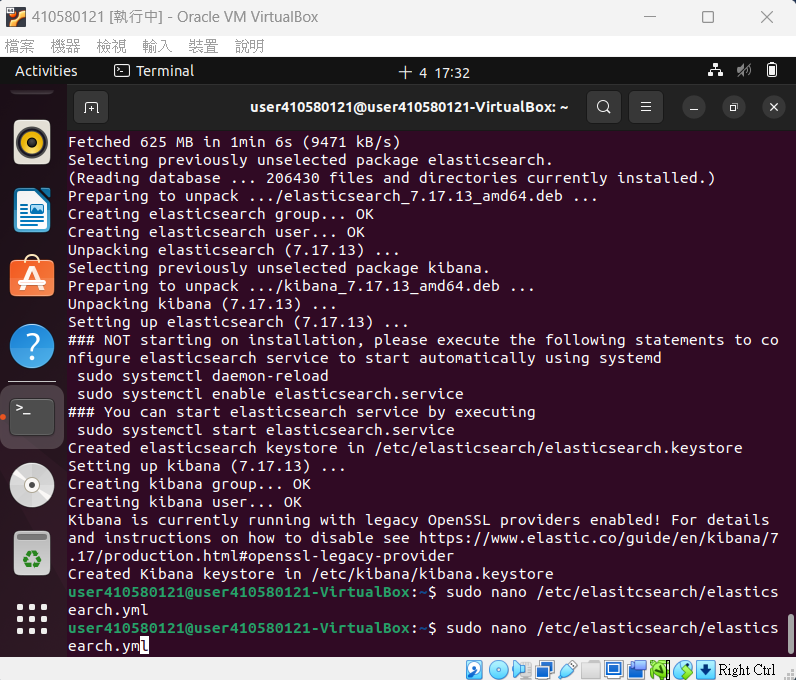 410580121 [執行中] - Oracle VM VirtualBox
檔案 機器 檢視 輸入 裝置 說明
Activities Terminal 十 4 17:32
user410580121@user410580121-VirtualBox: ~
Fetched 625 MB in 1min 6s (9471 kB/s)
Selecting previously unselected package elasticsearch.
(Reading database ... 206430 files and directories currently installed.)
Preparing to unpack .../elasticsearch_7.17.13_amd64.deb ...
Creating elasticsearch group... OK
Creating elasticsearch user... OK
Unpacking elasticsearch (7.17.13) ...
Selecting previously unselected package kibana.
Preparing to unpack .../kibana_7.17.13_amd64.deb ...
Unpacking kibana (7.17.13) ...
Setting up elasticsearch (7.17.13) ...
### NOT starting on installation, please execute the following statements to co
nfigure elasticsearch service to start automatically using systemd
 sudo systemctl daemon-reload
 sudo systemctl enable elasticsearch.service
### You can start elasticsearch service by executing
 sudo systemctl start elasticsearch.service
Created elasticsearch keystore in /etc/elasticsearch/elasticsearch.keystore
Setting up kibana (7.17.13) ...
Creating kibana group... OK
Creating kibana user... OK
Kibana is currently running with legacy OpenSSL providers enabled! For details
and instructions on how to disable see https://www.elastic.co/guide/en/kibana/7
.17/production.html#openssl-legacy-provider
Created Kibana keystore in /etc/kibana/kibana.keystore
user410580121@user410580121-VirtualBox:~$ sudo nano /etc/elasitcsearch/elastics
earch.yml
user410580121@user410580121-VirtualBox:~$ sudo nano /etc/elasticsearch/elastics
earch.yml
Right Ctrl